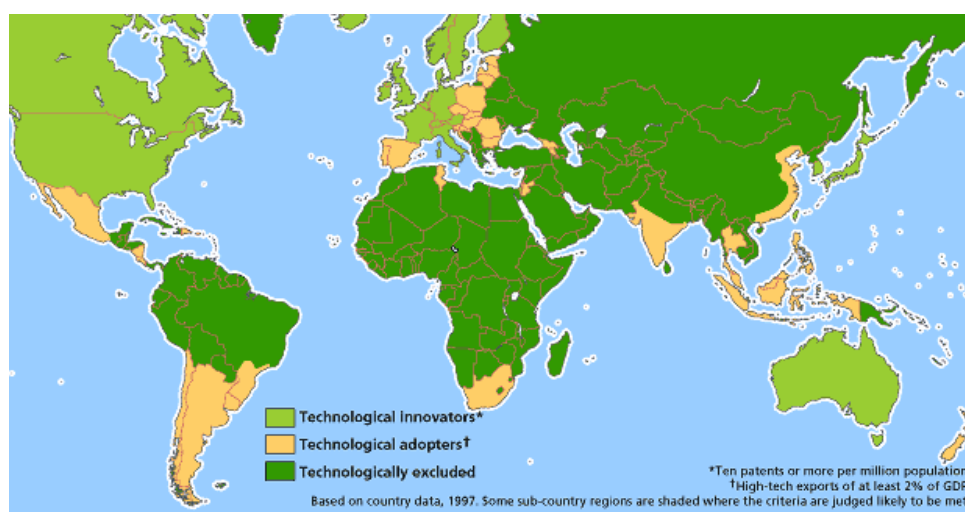 Technological innovators*
Technological adopters†
Technologically excluded
*Ten patents or more per million population
†High-tech exports of at least 2% of GDP
Based on country data, 1997. Some sub-country regions are shaded where the criteria are judged likely to be met